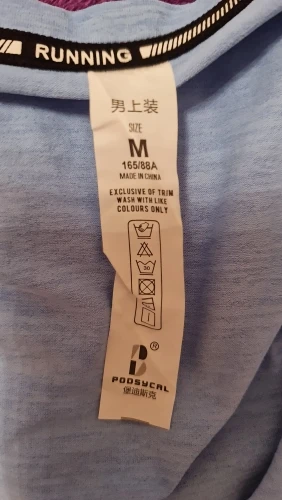 RUNNING
男上装
SIZE
M
165/88A
MADE IN CHINA
EXCLUSIVE OF TRIM
WASH WITH LIKE
COLOURS ONLY
30
B®
POOSYCAL
堡迪斯克